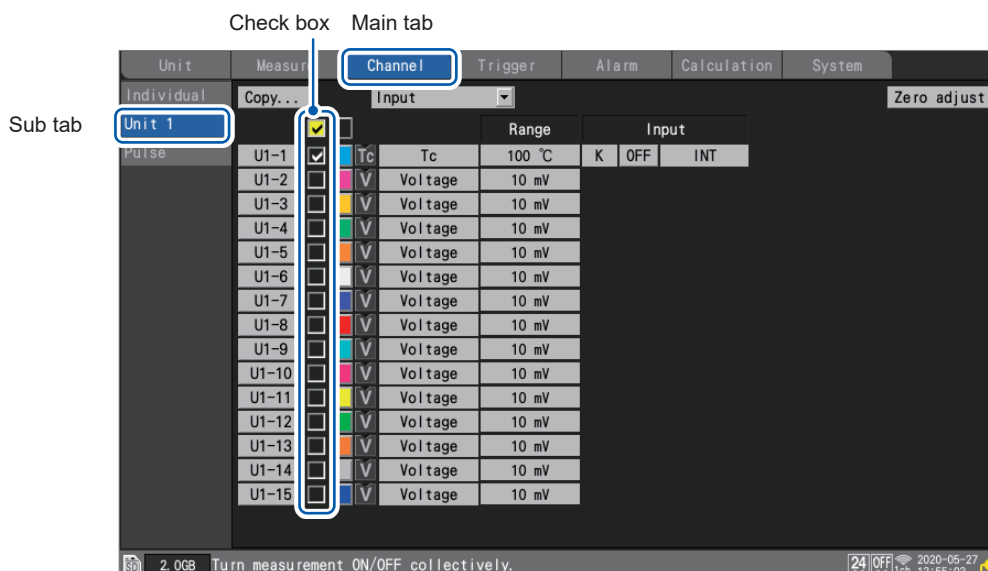 Check box Main tab
Unit Measur Channel Trigger Alarm Calculation System
Individual Copy... Input Zero adjust
Sub tab Unit 1 Range Input
Pulse U1-1 Tc Tc 100 ℃ K OFF INT
U1-2 V Voltage 10 mV
U1-3 V Voltage 10 mV
U1-4 V Voltage 10 mV
U1-5 V Voltage 10 mV
U1-6 V Voltage 10 mV
U1-7 V Voltage 10 mV
U1-8 V Voltage 10 mV
U1-9 V Voltage 10 mV
U1-10 V Voltage 10 mV
U1-11 V Voltage 10 mV
U1-12 V Voltage 10 mV
U1-13 V Voltage 10 mV
U1-14 V Voltage 10 mV
U1-15 V Voltage 10 mV
SD 2.0GB Turn measurement ON/OFF collectively. 24 OFF 2020-05-27
1ch